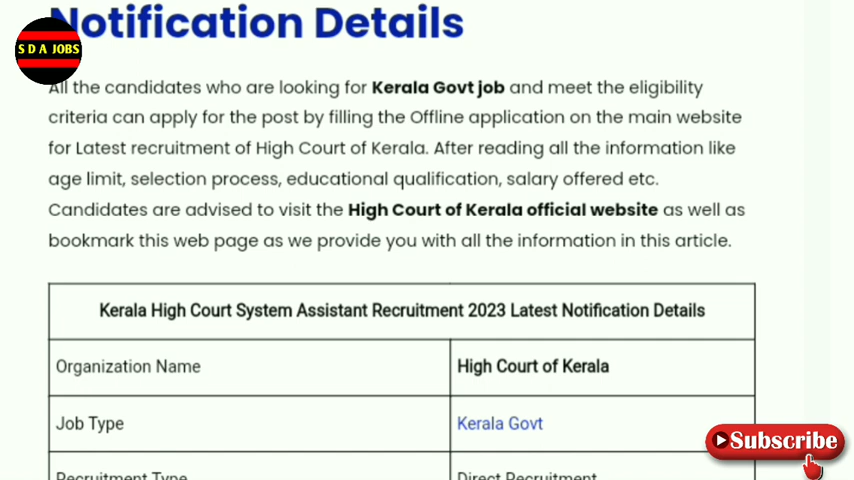 Notification Details
S D A JOBS
All the candidates who are looking for Kerala Govt job and meet the eligibility
criteria can apply for the post by filling the Offline application on the main website
for Latest recruitment of High Court of Kerala. After reading all the information like
age limit, selection process, educational qualification, salary offered etc.
Candidates are advised to visit the High Court of Kerala official website as well as
bookmark this web page as we provide you with all the information in this article.
Kerala High Court System Assistant Recruitment 2023 Latest Notification Details
Organization Name High Court of Kerala
Job Type Kerala Govt
Subscribe
Recruitment Type Direct Recruitment